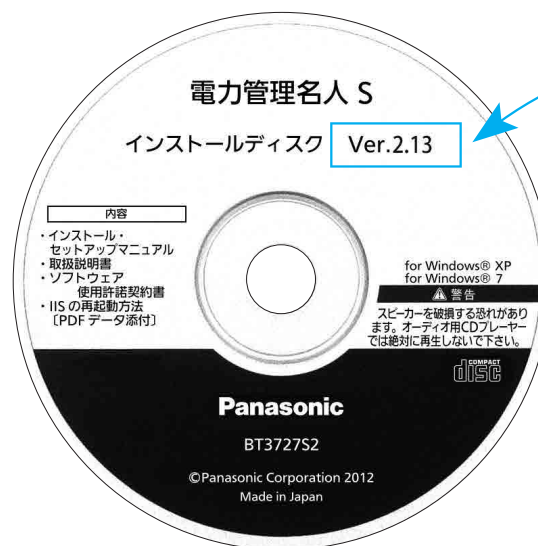 電力管理名人 S
インストールディスク Ver.2.13
内容
・インストール・
セットアップマニュアル
・取扱説明書
・ソフトウェア
使用許諾契約書
・IIS の再起動方法
〔PDF データ添付〕
for Windows® XP
for Windows® 7
警告
スピーカーを破損する恐れがあり
ます。オーディオ用CDプレーヤー
では絶対に再生しないで下さい。
COMPACT
disc
Panasonic
BT3727S2
©Panasonic Corporation 2012
Made in Japan